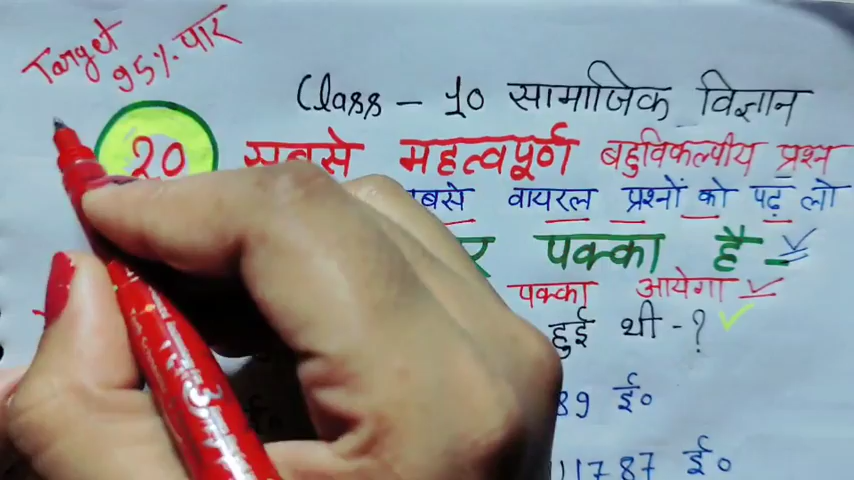 Target
95% पार
Class - 10 सामाजिक विज्ञान
20 सबसे महत्वपूर्ण बहुविकल्पीय प्रश्न
वायरल प्रश्नों को पढ़ लो
पक्का है
पक्का आयेगा
हुई थी - ?
89 ई०
1787 ई०